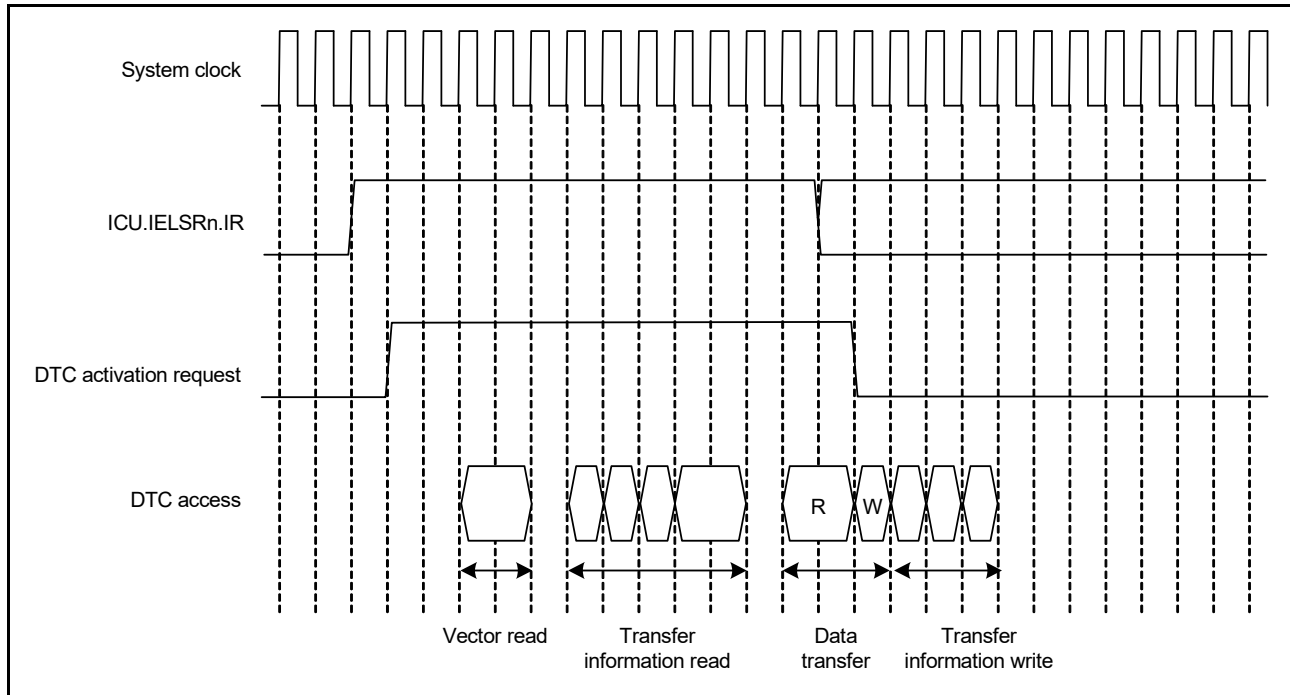 System clock
ICU.IELSRn.IR
DTC activation request
DTC access
R
W
Vector read
Transfer
information read
Data
transfer
Transfer
information write